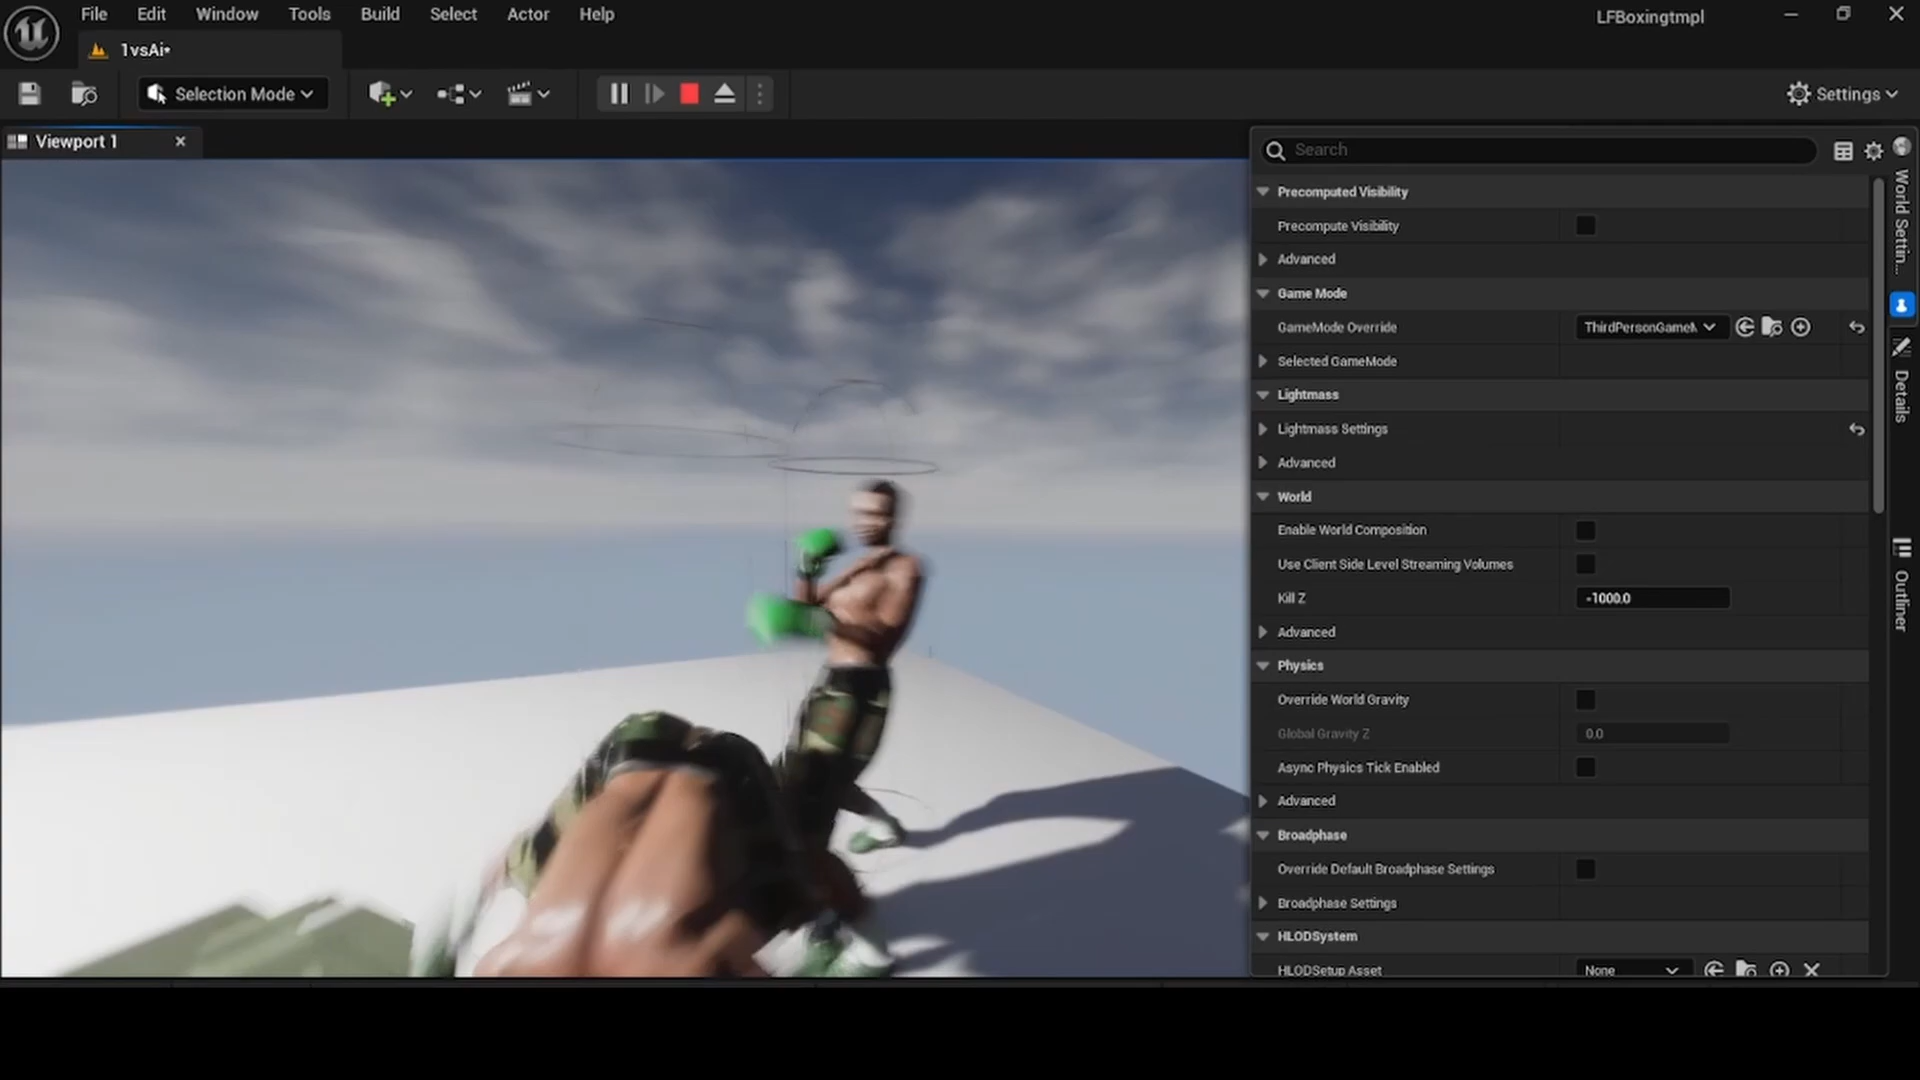 File Edit Window Tools Build Select Actor Help
LFBoxingtmpl
1vsAi•
Selection Mode
Settings
Viewport 1
Search
World Settin...
Precomputed Visibility
Precompute Visibility
Advanced
Game Mode
GameMode Override
ThirdPersonGameM
Selected GameMode
Lightmass
Details
Lightmass Settings
Advanced
World
Enable World Composition
Use Client Side Level Streaming Volumes
Outliner
Kill Z
-1000.0
Advanced
Physics
Override World Gravity
Global Gravity Z
0.0
Async Physics Tick Enabled
Advanced
Broadphase
Override Default Broadphase Settings
Broadphase Settings
HLODSystem
HLODSetup Asset
None